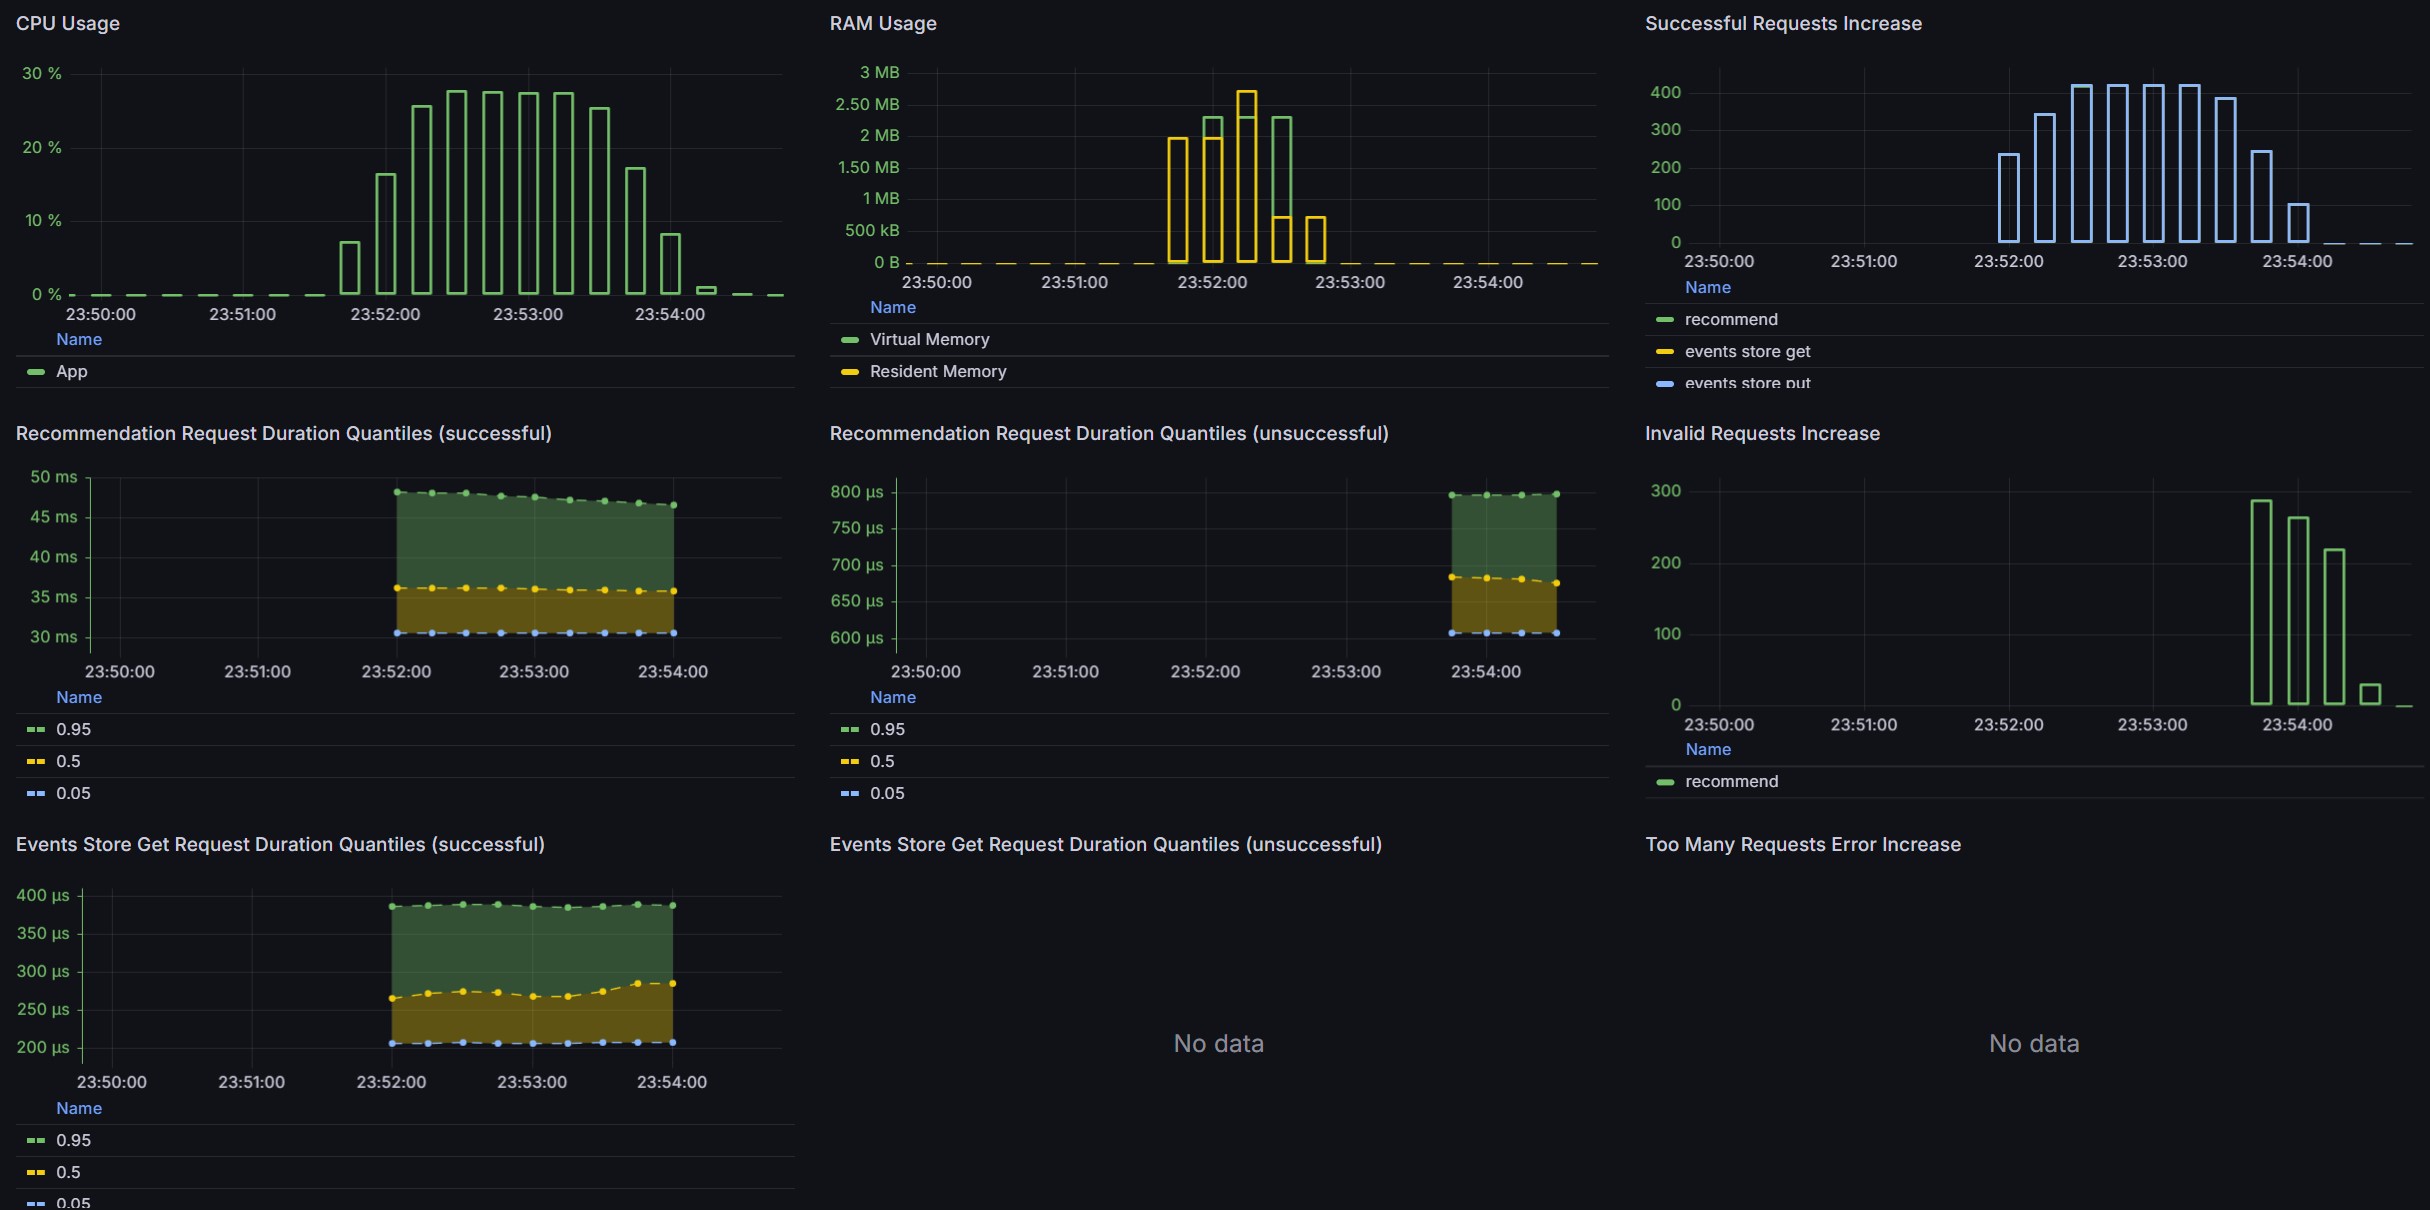 CPU Usage
30 %
20 %
10 %
0 %
23:50:00 23:51:00 23:52:00 23:53:00 23:54:00
Name
App
RAM Usage
3 MB
2.50 MB
2 MB
1.50 MB
1 MB
500 kB
0 B
23:50:00 23:51:00 23:52:00 23:53:00 23:54:00
Name
Virtual Memory
Resident Memory
Successful Requests Increase
400
300
200
100
0
23:50:00 23:51:00 23:52:00 23:53:00 23:54:00
Name
recommend
events store get
events store put
Recommendation Request Duration Quantiles (successful)
50 ms
45 ms
40 ms
35 ms
30 ms
23:50:00 23:51:00 23:52:00 23:53:00 23:54:00
Name
0.95
0.5
0.05
Recommendation Request Duration Quantiles (unsuccessful)
800 µs
750 µs
700 µs
650 µs
600 µs
23:50:00 23:51:00 23:52:00 23:53:00 23:54:00
Name
0.95
0.5
0.05
Invalid Requests Increase
300
200
100
0
23:50:00 23:51:00 23:52:00 23:53:00 23:54:00
Name
recommend
Events Store Get Request Duration Quantiles (successful)
400 µs
350 µs
300 µs
250 µs
200 µs
23:50:00 23:51:00 23:52:00 23:53:00 23:54:00
Name
0.95
0.5
0.05
Events Store Get Request Duration Quantiles (unsuccessful)
No data
Too Many Requests Error Increase
No data